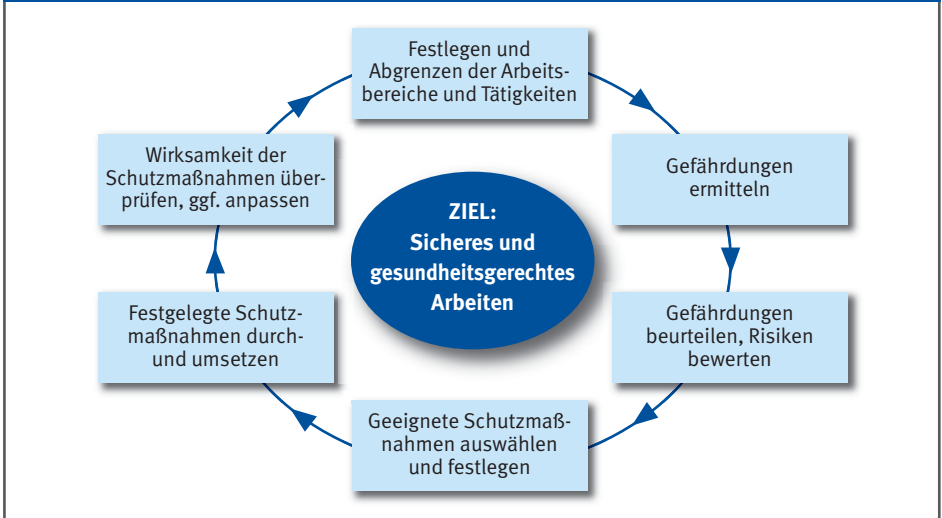 Festlegen und
Abgrenzen der Arbeits-
bereiche und Tätigkeiten
Gefährdungen
ermitteln
Gefährdungen
beurteilen, Risiken
bewerten
Geeignete Schutzmaß-
nahmen auswählen
und festlegen
Festgelegte Schutz-
maßnahmen durch-
und umsetzen
Wirksamkeit der
Schutzmaßnahmen über-
prüfen, ggf. anpassen
ZIEL:
Sicheres und
gesundheitsgerechtes
Arbeiten